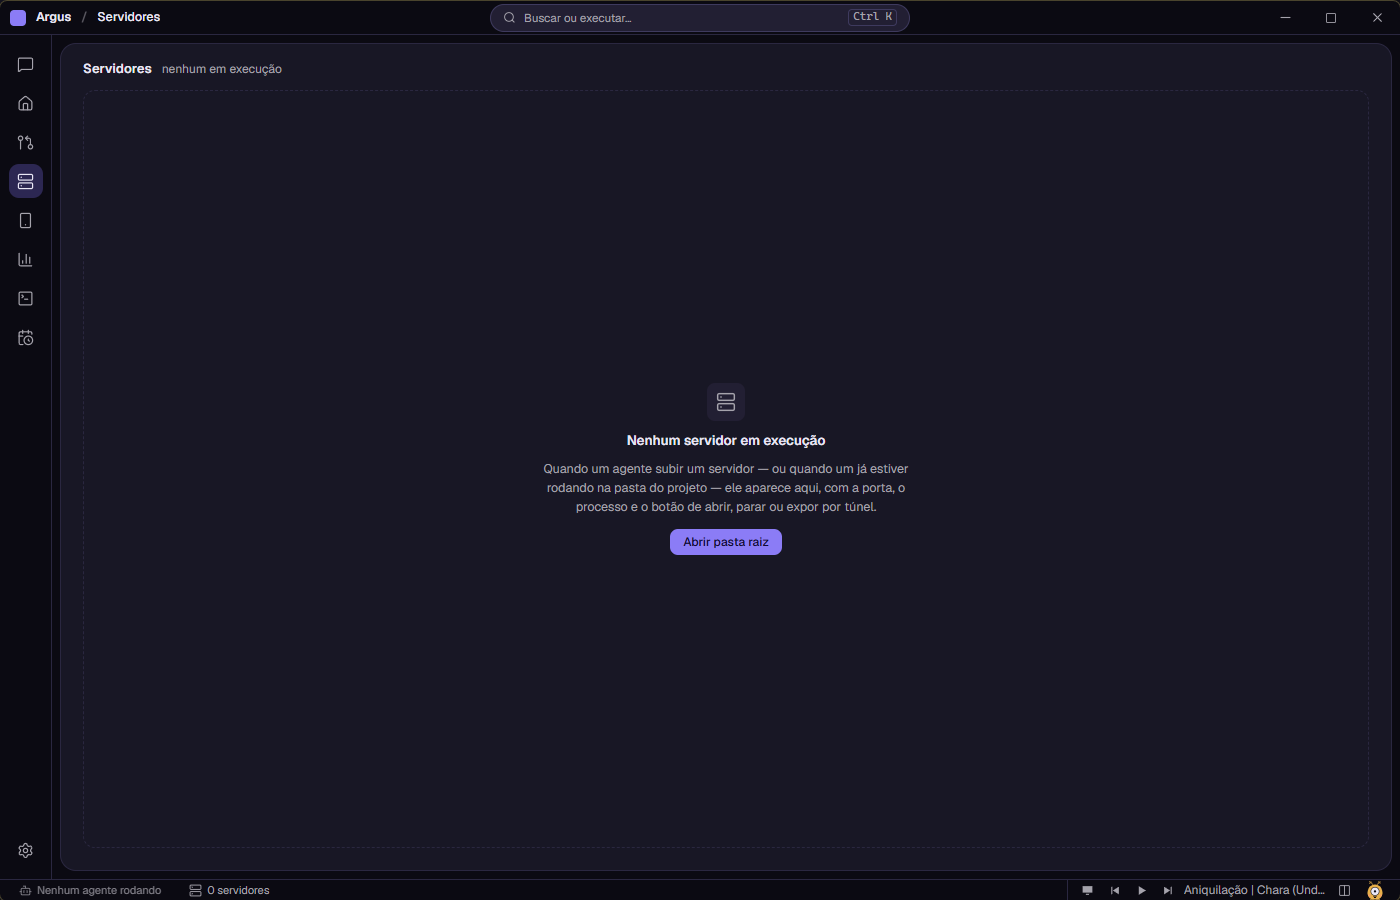 Argus / Servidores
Buscar ou executar...
Ctrl K
Servidores nenhum em execução
Nenhum servidor em execução
Quando um agente subir um servidor — ou quando um já estiver
rodando na pasta do projeto — ele aparece aqui, com a porta, o
processo e o botão de abrir, parar ou expor por túnel.
Abrir pasta raiz
Nenhum agente rodando
0 servidores
Aniquilação | Chara (Und...